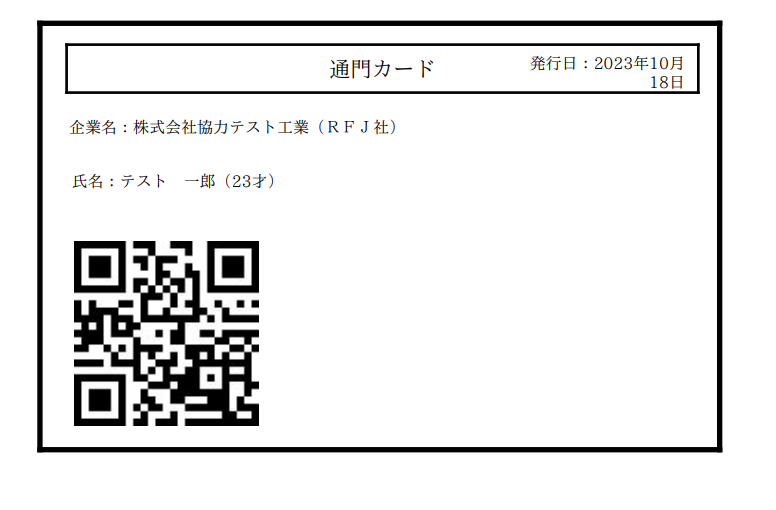 通門カード
発行日：2023年10月
18日
企業名：株式会社協力テスト工業（ＲＦＪ社）
氏名：テスト　一郎（23才）